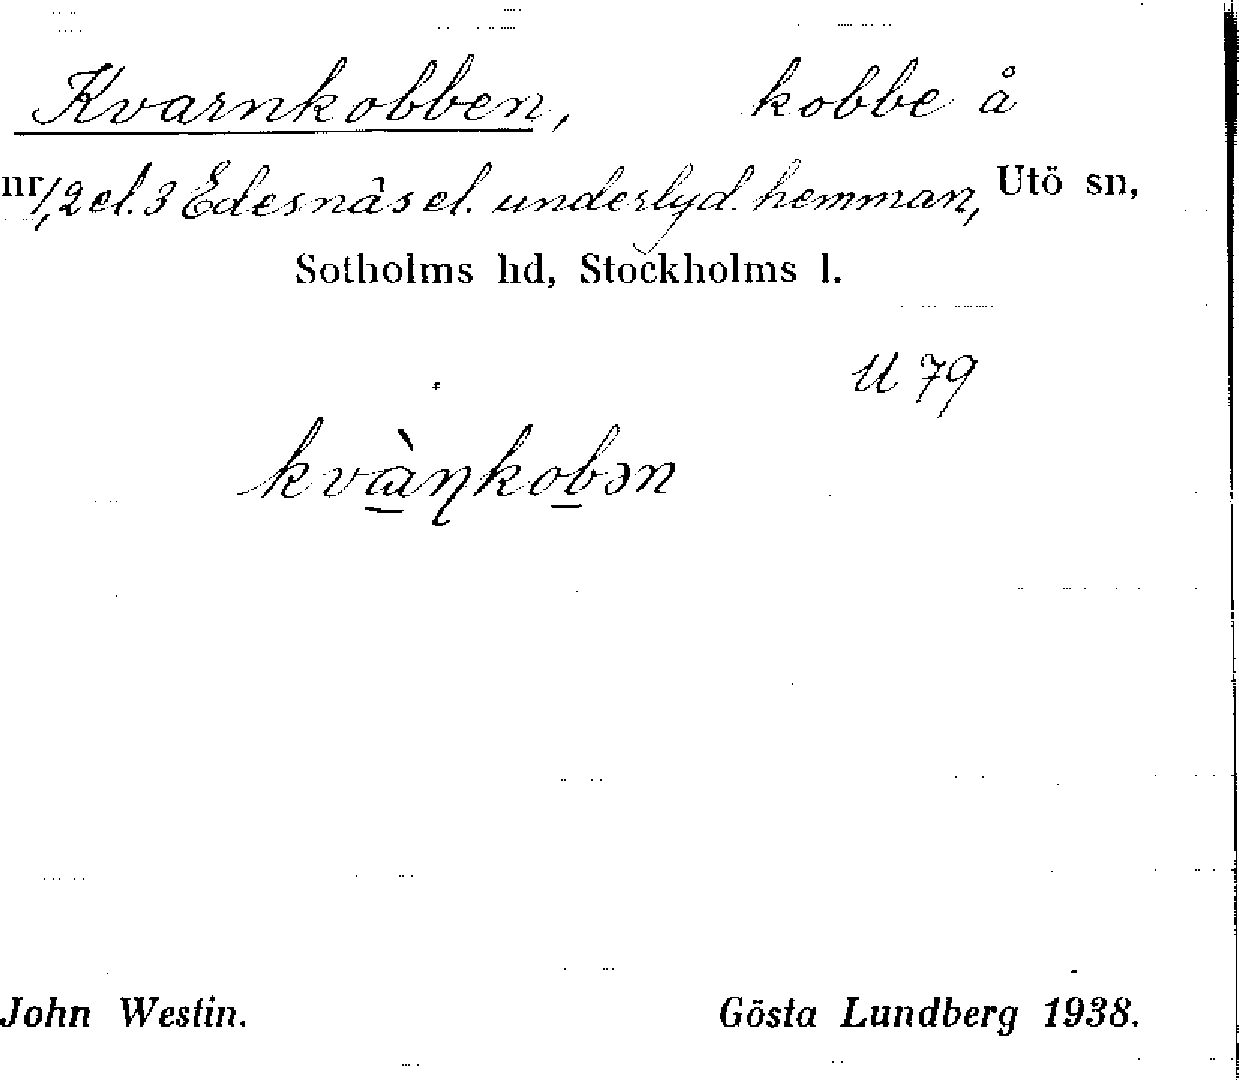 Kvarnkobben, kobbe å
nr 1, 2 el. 3 Edesnäs el. underlyd. hemman, Utö sn,
Sotholms hd, Stockholms l.
U 79
kvàɳkobən
John Westin. Gösta Lundberg 1938.